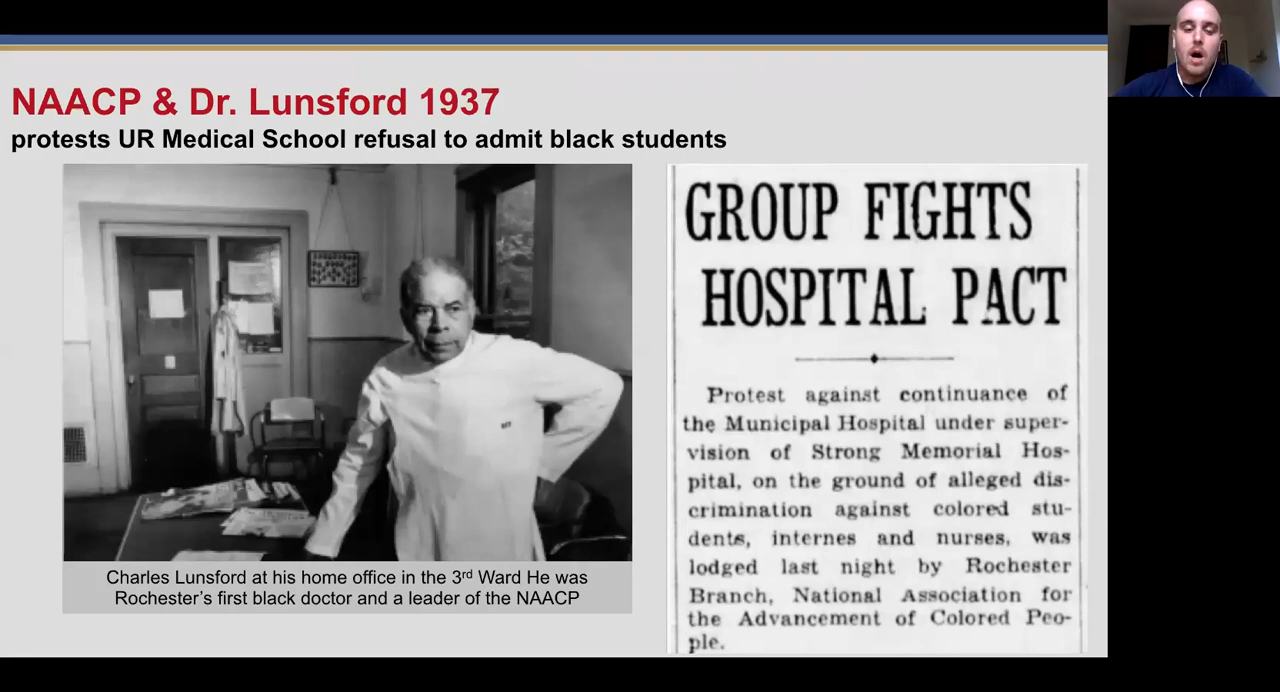 NAACP & Dr. Lunsford 1937
protests UR Medical School refusal to admit black students
Charles Lunsford at his home office in the 3rd Ward He was
Rochester's first black doctor and a leader of the NAACP
GROUP FIGHTS
HOSPITAL PACT
Protest against continuance of
the Municipal Hospital under super-
vision of Strong Memorial Hos-
pital, on the ground of alleged dis-
crimination against colored stu-
dents, internes and nurses, was
lodged last night by Rochester
Branch, National Association for
the Advancement of Colored Peo-
ple.